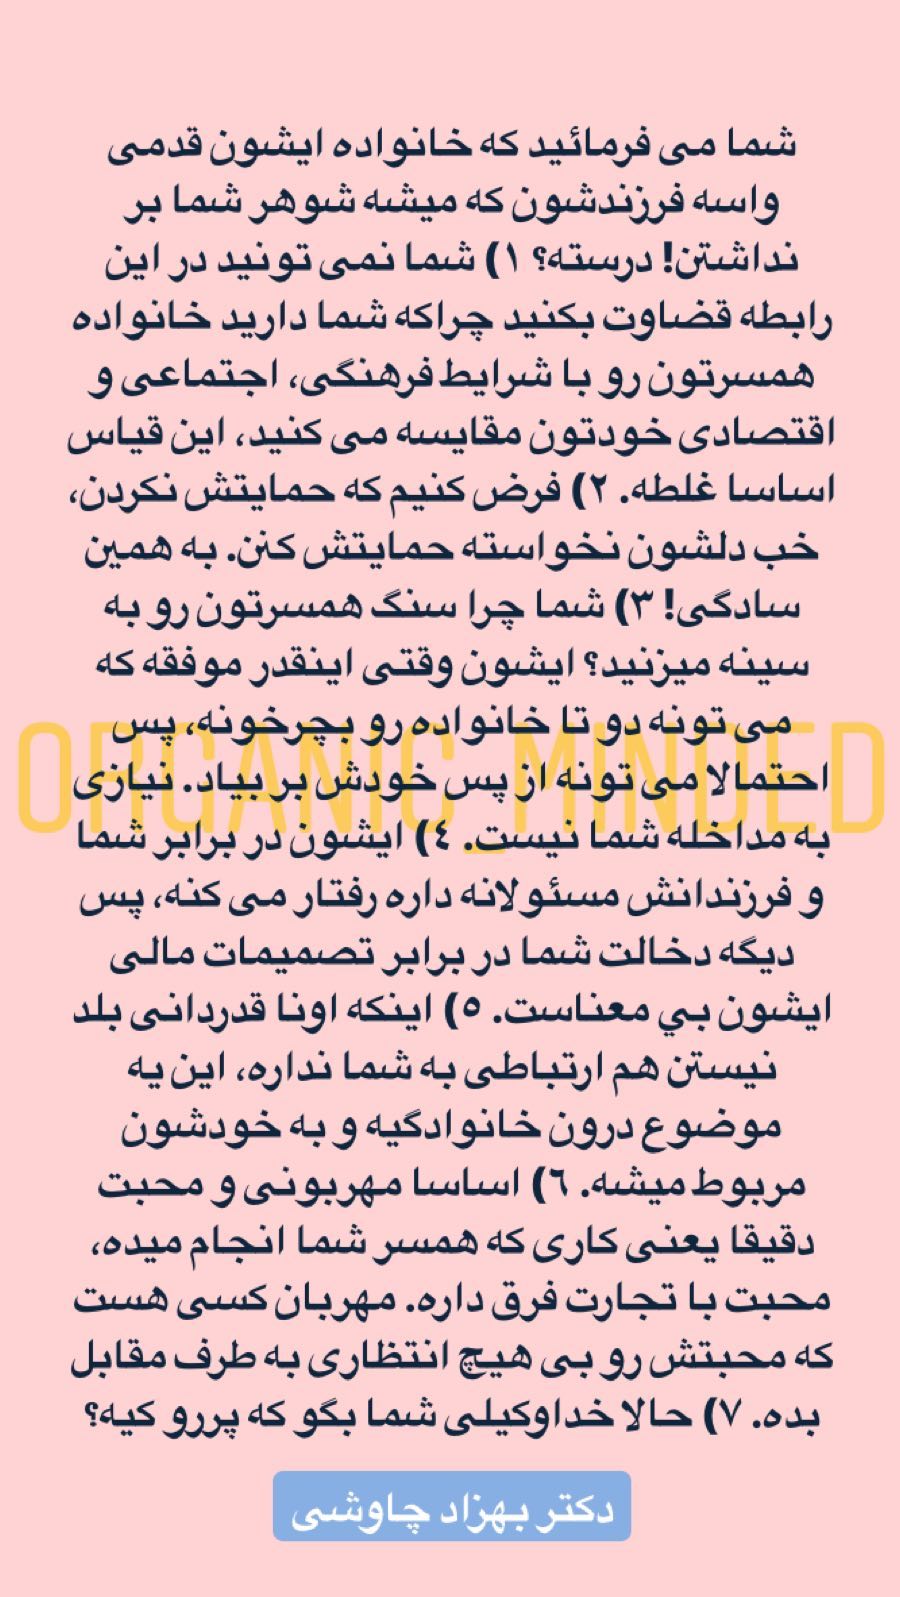 شما می فرمائید که خانواده ایشون قدمی
واسه فرزندشون که میشه شوهر شما بر
نداشتن! درسته؟ ۱) شما نمی تونید در این
رابطه قضاوت بکنید چراکه شما دارید خانواده
همسرتون رو با شرایط فرهنگی، اجتماعی و
اقتصادی خودتون مقایسه می کنید، این قیاس
اساسا غلطه. ۲) فرض کنیم که حمایتش نکردن،
خب دلشون نخواسته حمایتش کنن. به همین
سادگی! ۳) شما چرا سنگ همسرتون رو به
سینه میزنید؟ ایشون وقتی اینقدر موفقه که
می تونه دو تا خانواده رو بچرخونه، پس
ORGANIC_MINDED
احتمالا می تونه از پس خودش بر بیاد. نیازی
به مداخله شما نیست. ٤) ایشون در برابر شما
و فرزندانش مسئولانه داره رفتار می کنه، پس
دیگه دخالت شما در برابر تصمیمات مالی
ایشون بي معناست. ٥) اینکه اونا قدردانی بلد
نیستن هم ارتباطی به شما نداره، این یه
موضوع درون خانوادگیه و به خودشون
مربوط میشه. ٦) اساسا مهربونی و محبت
دقیقا یعنی کاری که همسر شما انجام میده،
محبت با تجارت فرق داره. مهربان کسی هست
که محبتش رو بی هیچ انتظاری به طرف مقابل
بده. ۷) حالا خداوکیلی شما بگو که پررو کیه؟
دکتر بهزاد چاوشی